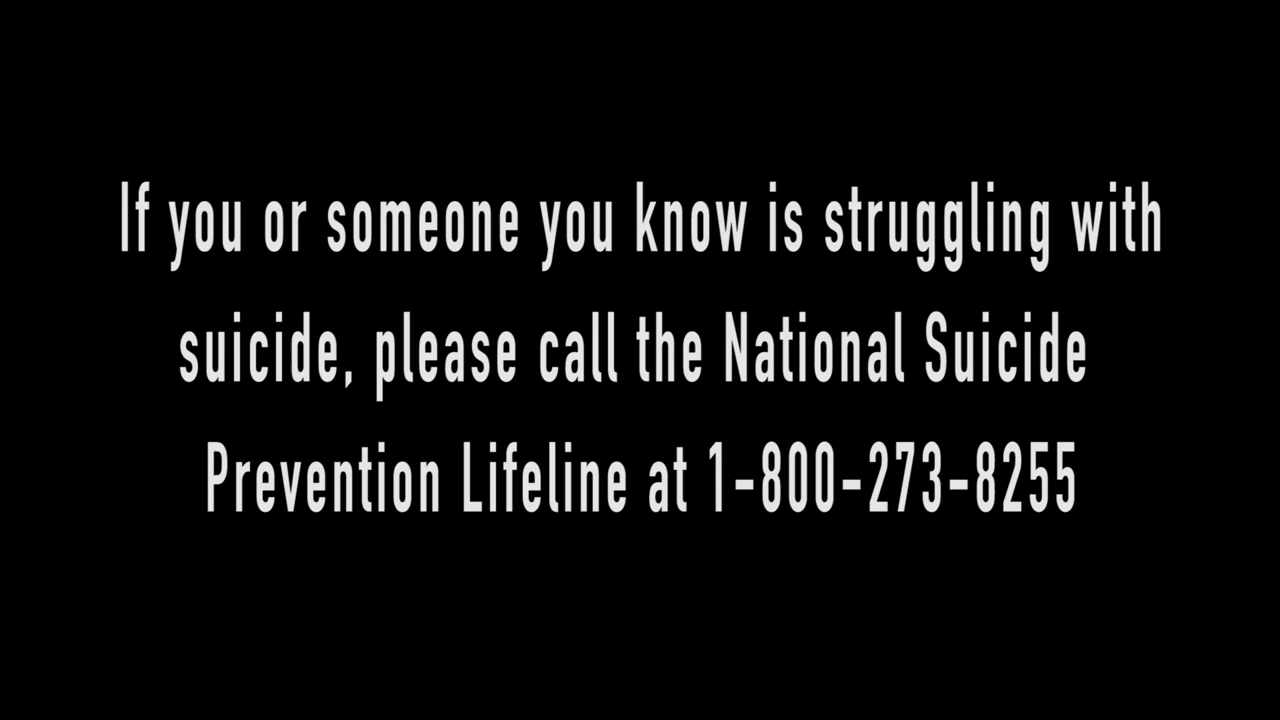 If you or someone you know is struggling with
suicide, please call the National Suicide
Prevention Lifeline at 1-800-273-8255